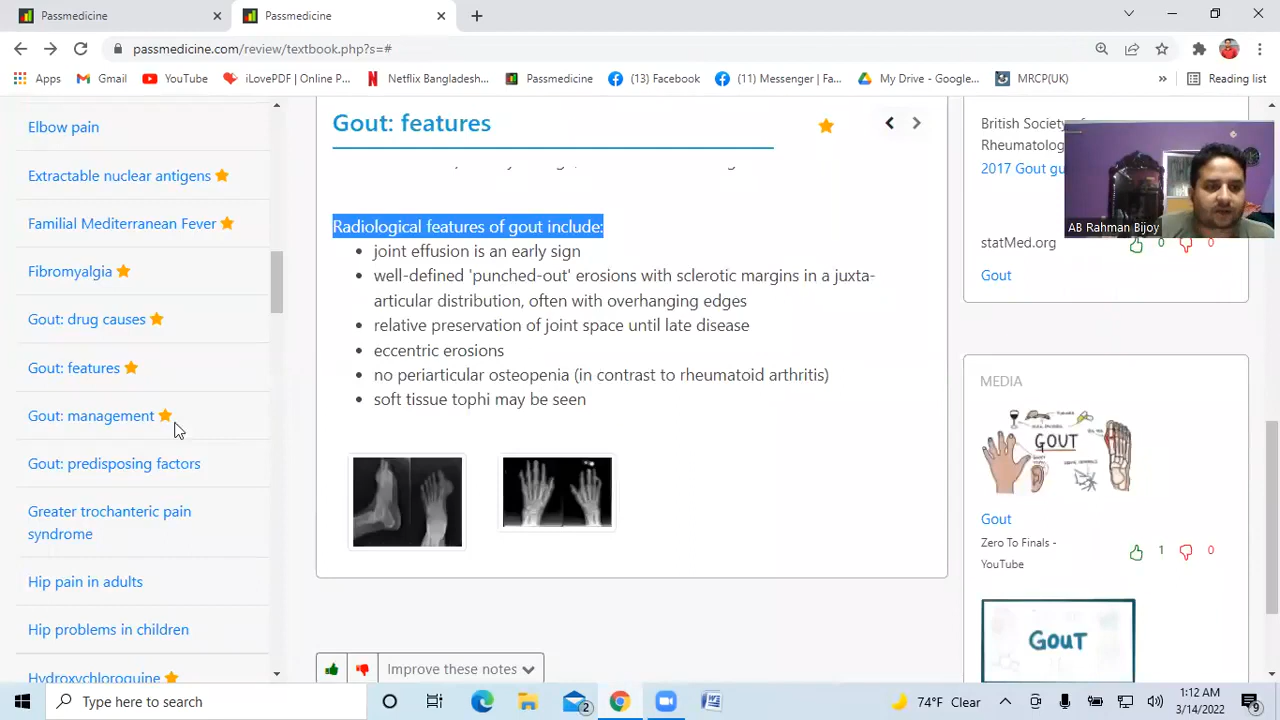 Passmedicine
Passmedicine
passmedicine.com/review/textbook.php?s=#
Apps
Gmail
YouTube
iLovePDF | Online P...
Netflix Bangladesh...
Passmedicine
(13) Facebook
(11) Messenger | Fa...
My Drive - Google...
MRCP(UK)
»
Reading list
Elbow pain
Extractable nuclear antigens
Familial Mediterranean Fever
Fibromyalgia
Gout: drug causes
Gout: features
Gout: management
Gout: predisposing factors
Greater trochanteric pain
syndrome
Hip pain in adults
Hip problems in children
Hydroxychloroquine
Gout: features
Radiological features of gout include:
• joint effusion is an early sign
• well-defined 'punched-out' erosions with sclerotic margins in a juxta-
articular distribution, often with overhanging edges
• relative preservation of joint space until late disease
• eccentric erosions
• no periarticular osteopenia (in contrast to rheumatoid arthritis)
• soft tissue tophi may be seen
Improve these notes
British Society
Rheumatolog
2017 Gout gu
AB Rahman Bijoy
statMed.org
0
0
Gout
MEDIA
GOUT
Gout
Zero To Finals -
YouTube
1
0
GOUT
Type here to search
2
W
74°F Clear
1:12 AM
3/14/2022
9